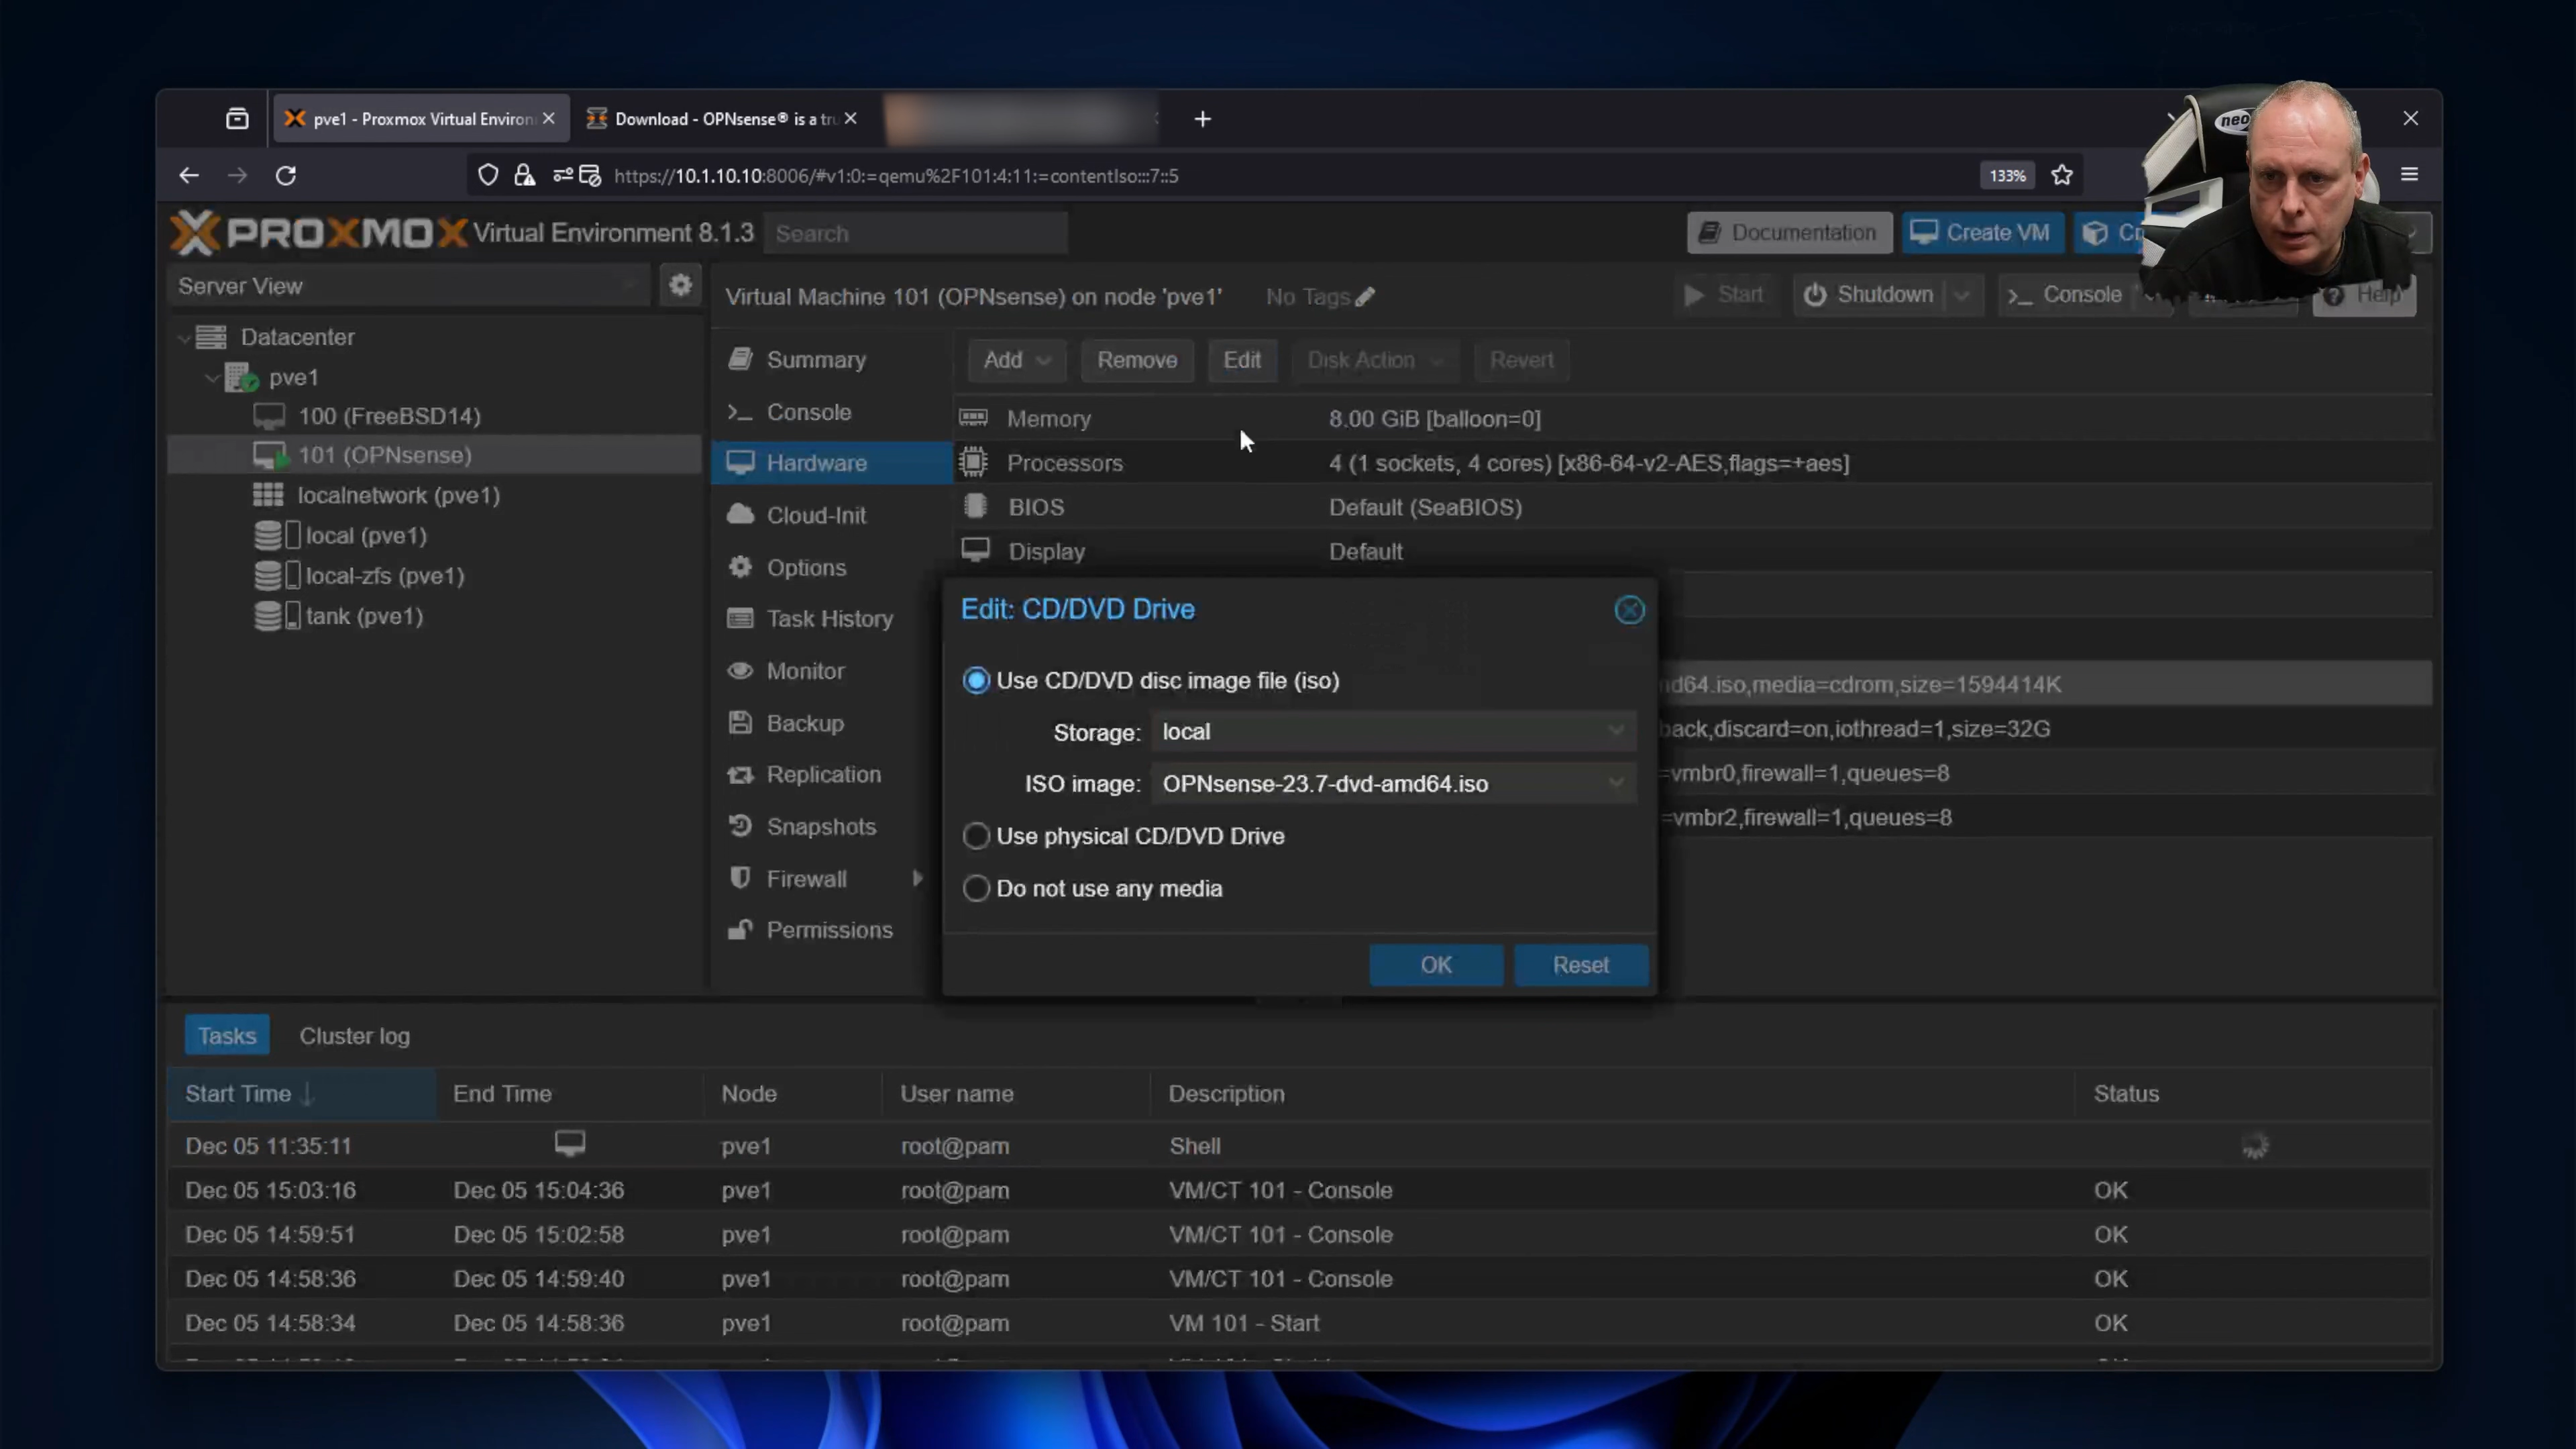 pve1 - Proxmox Virtual Environ
Download - OPNsense® is a tru
neo
https://10.1.10.10:8006/#v1:0:=qemu%2F101:4:11:=contentIso:::7::5
133%
PROXMOX Virtual Environment 8.1.3
Search
Documentation
Create VM
Server View
Virtual Machine 101 (OPNsense) on node 'pve1'
No Tags
Start
Shutdown
Console
Help
Datacenter
pve1
100 (FreeBSD14)
101 (OPNsense)
localnetwork (pve1)
local (pve1)
local-zfs (pve1)
tank (pve1)
Summary
Console
Hardware
Cloud-Init
Options
Task History
Monitor
Backup
Replication
Snapshots
Firewall
Permissions
Add
Remove
Edit
Disk Action
Revert
Memory 8.00 GiB [balloon=0]
Processors 4 (1 sockets, 4 cores) [x86-64-v2-AES,flags=+aes]
BIOS Default (SeaBIOS)
Display Default
d64.iso,media=cdrom,size=1594414K
back,discard=on,iothread=1,size=32G
=vmbr0,firewall=1,queues=8
=vmbr2,firewall=1,queues=8
Edit: CD/DVD Drive
Use CD/DVD disc image file (iso)
Storage: local
ISO image: OPNsense-23.7-dvd-amd64.iso
Use physical CD/DVD Drive
Do not use any media
OK
Reset
Tasks
Cluster log
Start Time End Time Node User name Description Status
Dec 05 11:35:11 pve1 root@pam Shell
Dec 05 15:03:16 Dec 05 15:04:36 pve1 root@pam VM/CT 101 - Console OK
Dec 05 14:59:51 Dec 05 15:02:58 pve1 root@pam VM/CT 101 - Console OK
Dec 05 14:58:36 Dec 05 14:59:40 pve1 root@pam VM/CT 101 - Console OK
Dec 05 14:58:34 Dec 05 14:58:36 pve1 root@pam VM 101 - Start OK